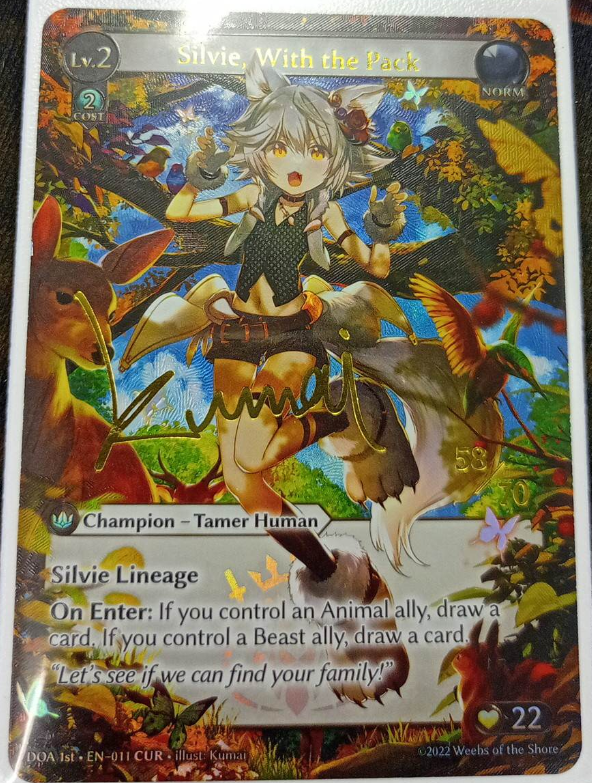 Lv.2
Silvie, With the Pack
NORM
2
COST
Kumai
58
Champion – Tamer Human
Silvie Lineage
On Enter: If you control an Animal ally, draw a
card. If you control a Beast ally, draw a card.
“Let’s see if we can find your family!”
22
DOA 1st • EN-011 CUR • illust: Kumai
©2022 Weebs of the Shore